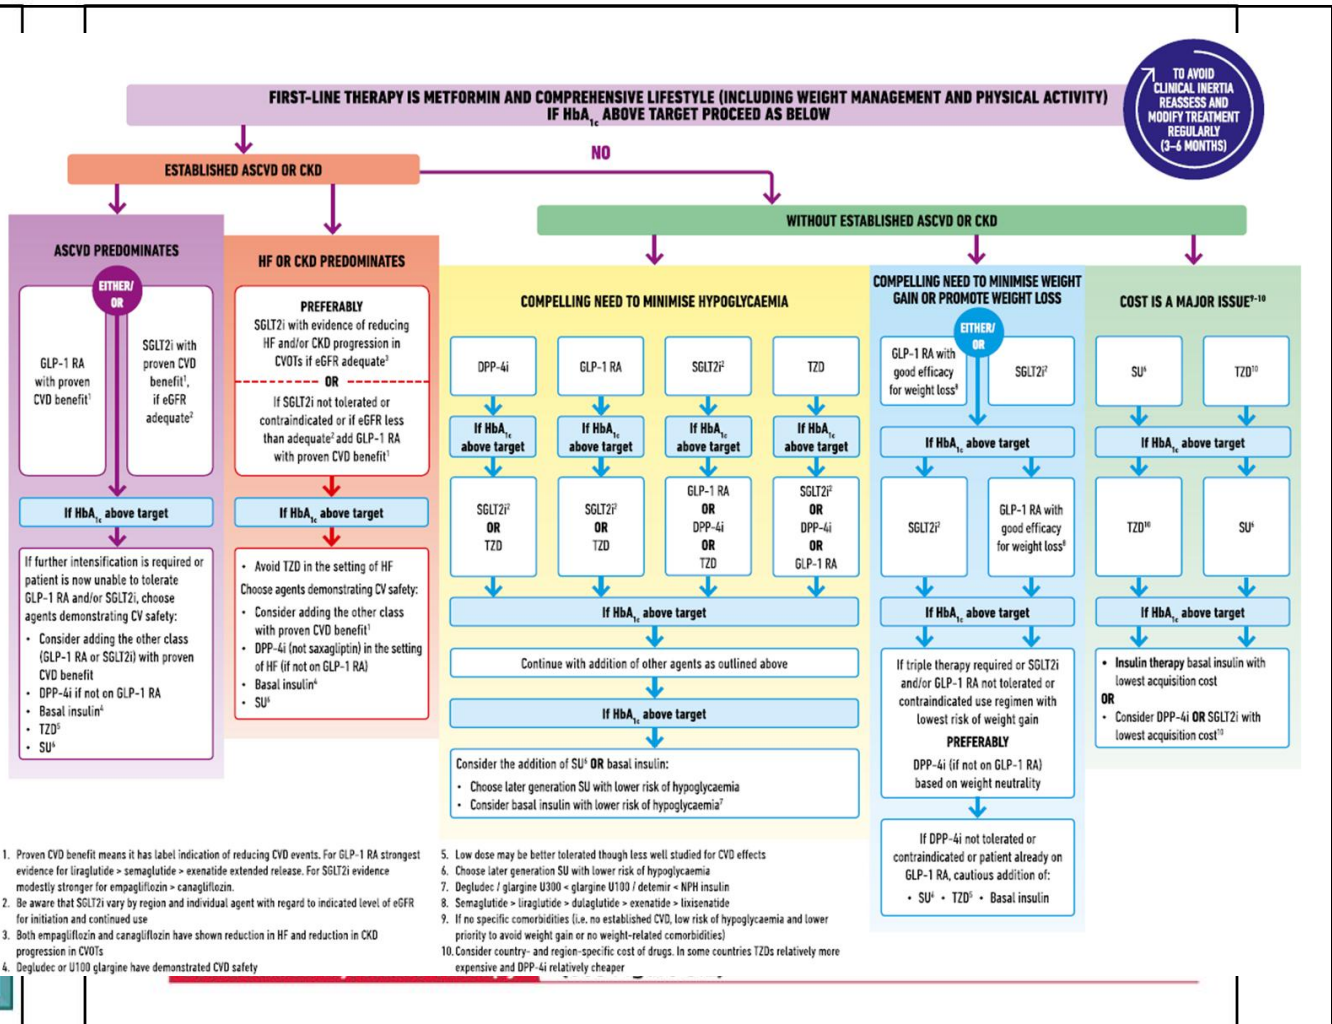 FIRST-LINE THERAPY IS METFORMIN AND COMPREHENSIVE LIFESTYLE (INCLUDING WEIGHT MANAGEMENT AND PHYSICAL ACTIVITY)
IF HbA1c ABOVE TARGET PROCEED AS BELOW
TO AVOID
CLINICAL INERTIA
REASSESS AND
MODIFY TREATMENT
REGULARLY
(3–6 MONTHS)
NO
ESTABLISHED ASCVD OR CKD
WITHOUT ESTABLISHED ASCVD OR CKD
ASCVD PREDOMINATES
EITHER/
OR
GLP-1 RA
with proven
CVD benefit1
SGLT2i with
proven CVD
benefit1,
if eGFR
adequate2
If HbA1c above target
If further intensification is required or
patient is now unable to tolerate
GLP-1 RA and/or SGLT2i, choose
agents demonstrating CV safety:
• Consider adding the other class
(GLP-1 RA or SGLT2i) with proven
CVD benefit
• DPP-4i if not on GLP-1 RA
• Basal insulin4
• TZD5
• SU6
HF OR CKD PREDOMINATES
PREFERABLY
SGLT2i with evidence of reducing
HF and/or CKD progression in
CVOTs if eGFR adequate3
OR
If SGLT2i not tolerated or
contraindicated or if eGFR less
than adequate2 add GLP-1 RA
with proven CVD benefit1
If HbA1c above target
• Avoid TZD in the setting of HF
Choose agents demonstrating CV safety:
• Consider adding the other class
with proven CVD benefit1
• DPP-4i (not saxagliptin) in the setting
of HF (if not on GLP-1 RA)
• Basal insulin4
• SU6
COMPELLING NEED TO MINIMISE HYPOGLYCAEMIA
DPP-4i
GLP-1 RA
SGLT2i2
TZD
If HbA1c
above target
If HbA1c
above target
If HbA1c
above target
If HbA1c
above target
SGLT2i2
OR
TZD
SGLT2i2
OR
TZD
GLP-1 RA
OR
DPP-4i
OR
TZD
SGLT2i2
OR
DPP-4i
OR
GLP-1 RA
If HbA1c above target
Continue with addition of other agents as outlined above
If HbA1c above target
Consider the addition of SU6 OR basal insulin:
• Choose later generation SU with lower risk of hypoglycaemia
• Consider basal insulin with lower risk of hypoglycaemia7
COMPELLING NEED TO MINIMISE WEIGHT
GAIN OR PROMOTE WEIGHT LOSS
EITHER/
OR
GLP-1 RA with
good efficacy
for weight loss8
SGLT2i2
If HbA1c above target
SGLT2i2
GLP-1 RA with
good efficacy
for weight loss8
If HbA1c above target
If triple therapy required or SGLT2i
and/or GLP-1 RA not tolerated or
contraindicated use regimen with
lowest risk of weight gain
PREFERABLY
DPP-4i (if not on GLP-1 RA)
based on weight neutrality
If DPP-4i not tolerated or
contraindicated or patient already on
GLP-1 RA, cautious addition of:
• SU6 • TZD5 • Basal insulin
COST IS A MAJOR ISSUE9-10
SU6
TZD10
If HbA1c above target
TZD10
SU6
If HbA1c above target
• Insulin therapy basal insulin with
lowest acquisition cost
OR
• Consider DPP-4i OR SGLT2i with
lowest acquisition cost10
1. Proven CVD benefit means it has label indication of reducing CVD events. For GLP-1 RA strongest
evidence for liraglutide > semaglutide > exenatide extended release. For SGLT2i evidence
modestly stronger for empagliflozin > canagliflozin.
2. Be aware that SGLT2i vary by region and individual agent with regard to indicated level of eGFR
for initiation and continued use
3. Both empagliflozin and canagliflozin have shown reduction in HF and reduction in CKD
progression in CVOTs
4. Degludec or U100 glargine have demonstrated CVD safety
5. Low dose may be better tolerated though less well studied for CVD effects
6. Choose later generation SU with lower risk of hypoglycaemia
7. Degludec / glargine U300 < glargine U100 / detemir < NPH insulin
8. Semaglutide > liraglutide > dulaglutide > exenatide > lixisenatide
9. If no specific comorbidities (i.e. no established CVD, low risk of hypoglycaemia and lower
priority to avoid weight gain or no weight-related comorbidities)
10. Consider country- and region-specific cost of drugs. In some countries TZDs relatively more
expensive and DPP-4i relatively cheaper